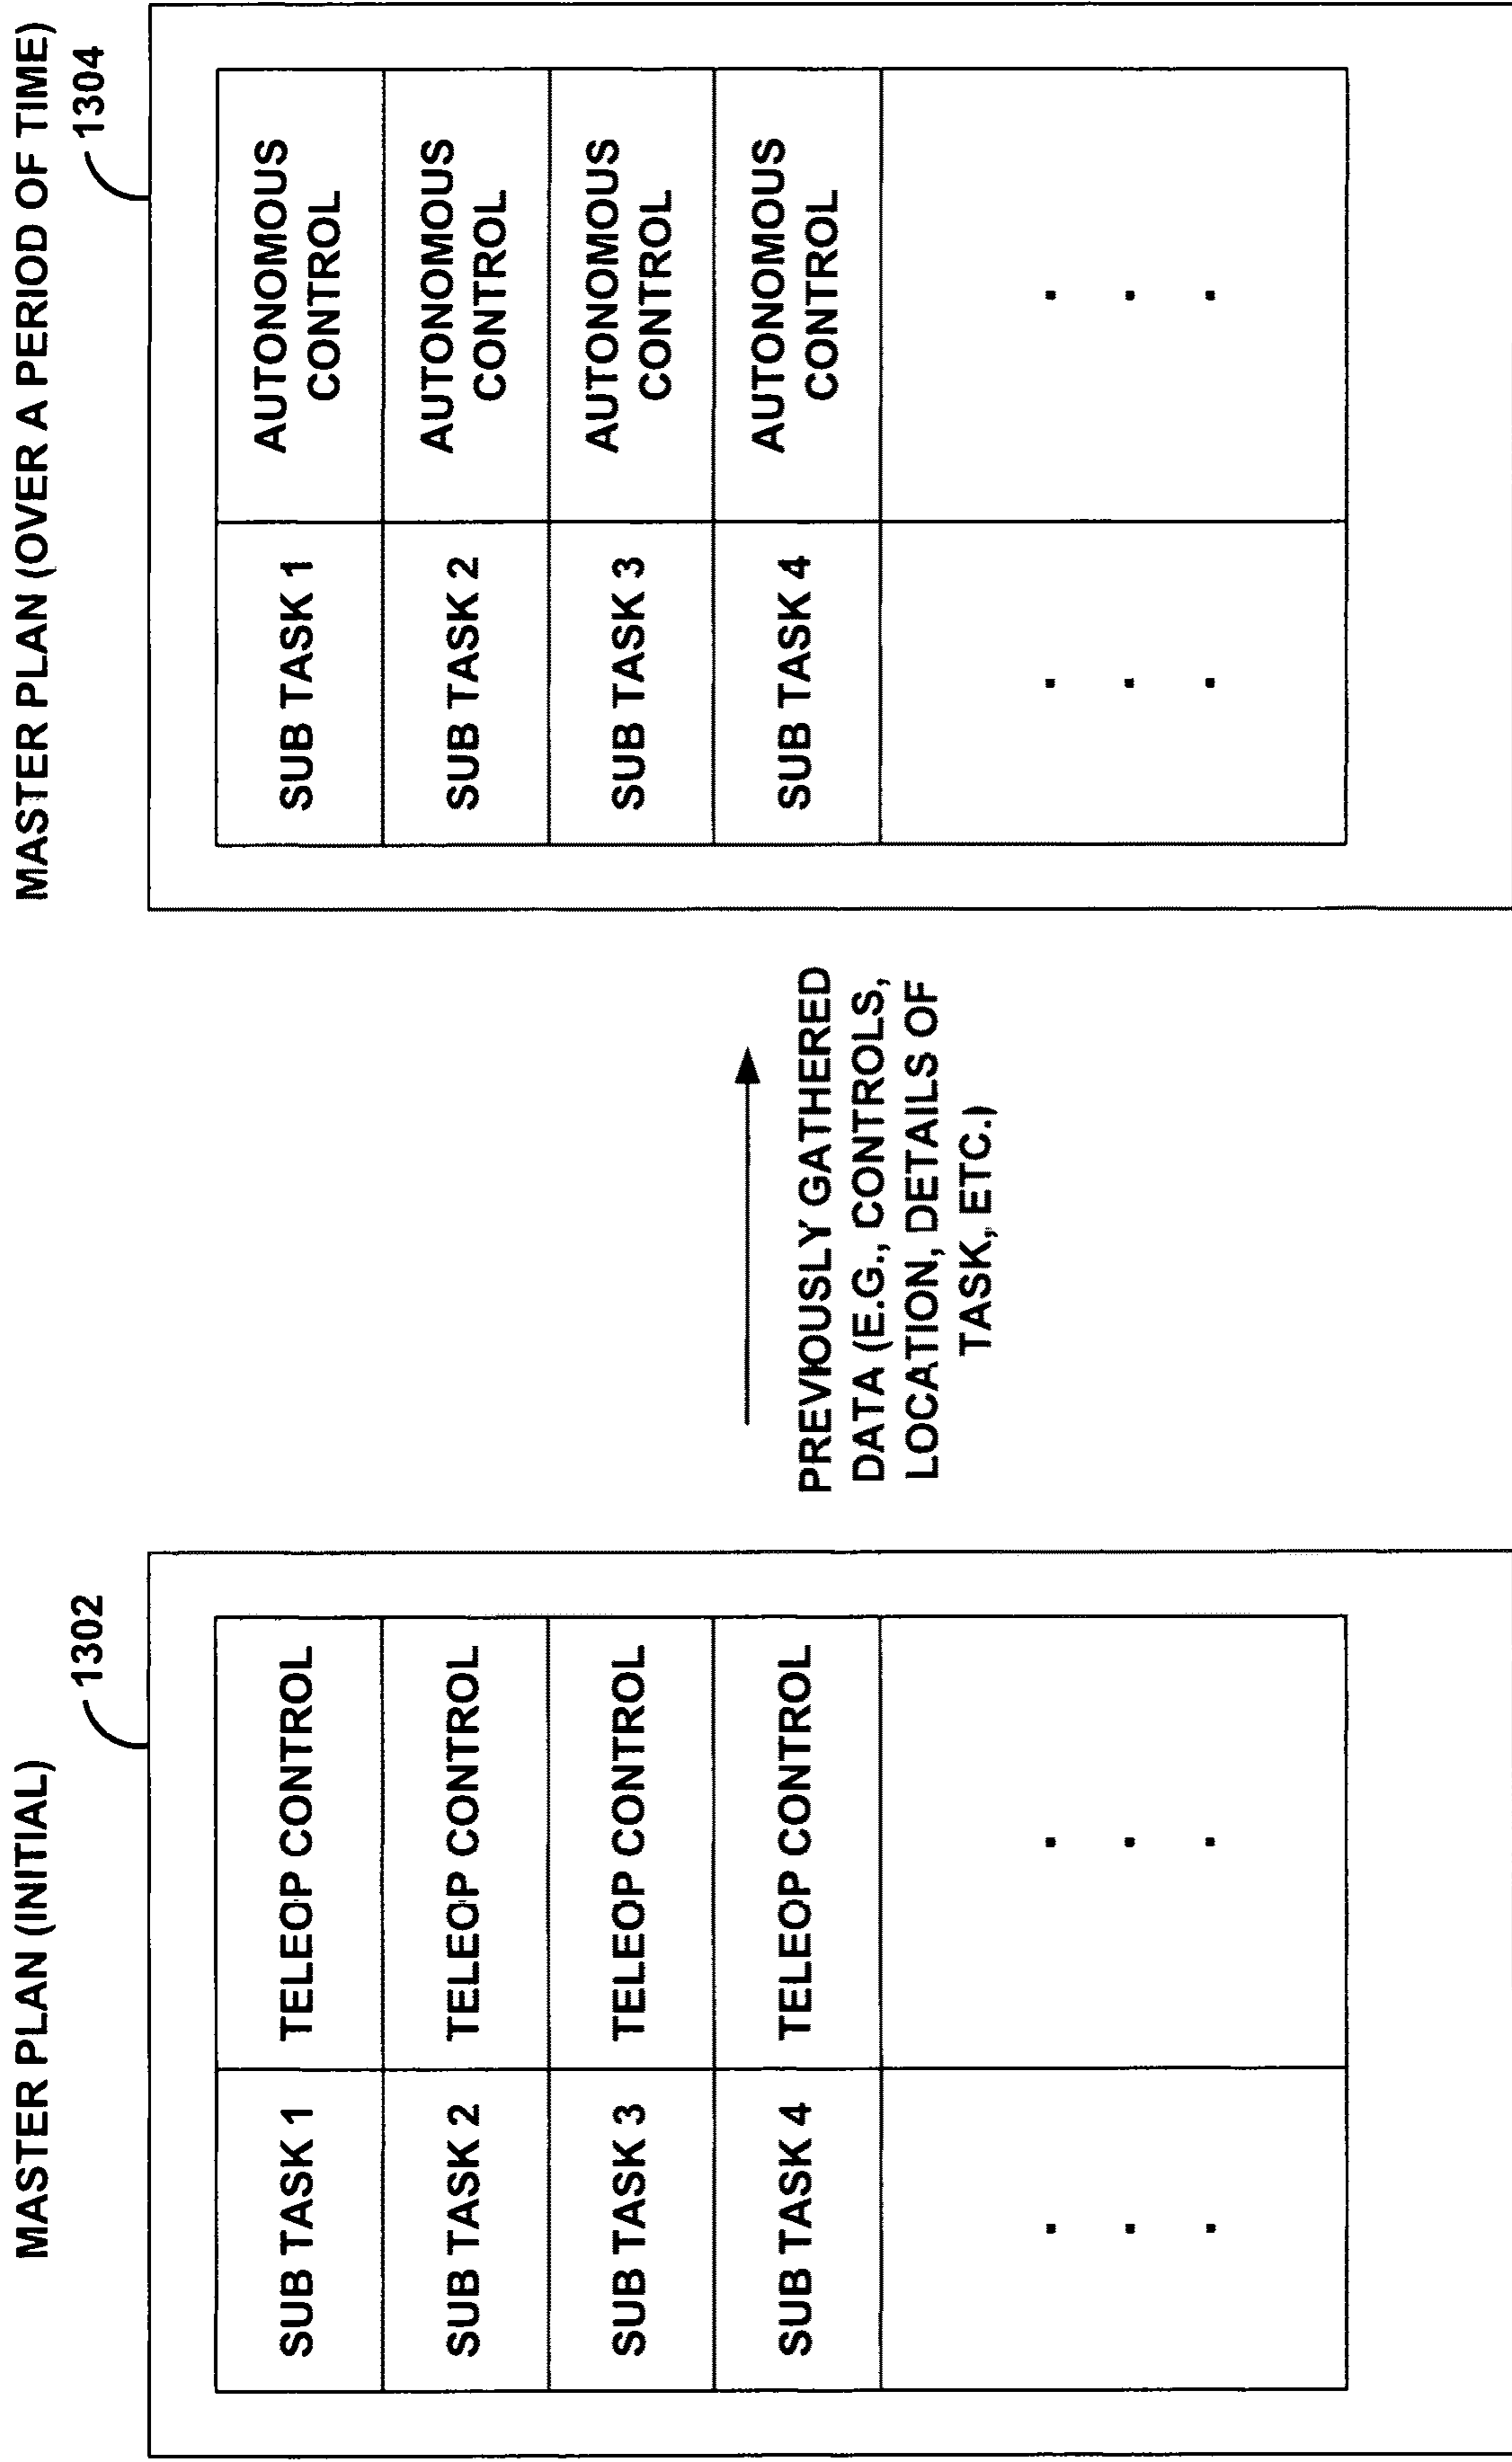 MASTER PLAN (INITIAL)
1302
SUB TASK 1 TELEOP CONTROL
SUB TASK 2 TELEOP CONTROL
SUB TASK 3 TELEOP CONTROL
SUB TASK 4 TELEOP CONTROL
. .
. .
. .
PREVIOUSLY GATHERED
DATA (E.G., CONTROLS,
LOCATION, DETAILS OF
TASK, ETC.)
MASTER PLAN (OVER A PERIOD OF TIME)
1304
SUB TASK 1 AUTONOMOUS
CONTROL
SUB TASK 2 AUTONOMOUS
CONTROL
SUB TASK 3 AUTONOMOUS
CONTROL
SUB TASK 4 AUTONOMOUS
CONTROL
. .
. .
. .